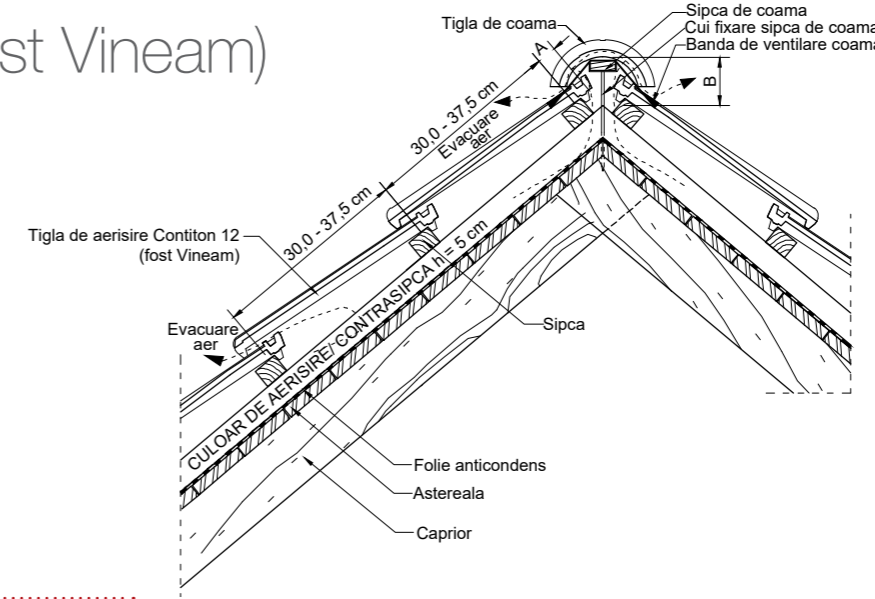 st Vineam)
Tigla de coama
Sipca de coama
Cui fixare sipca de coama
Banda de ventilare coama
A
B
30,0 - 37,5 cm
Evacuare
aer
30,0 - 37,5 cm
Tigla de aerisire Contiton 12
(fost Vineam)
Evacuare
aer
CULOAR DE AERISIRE/CONTRASIPCA h = 5 cm
Sipca
Folie anticondens
Astereala
Caprior